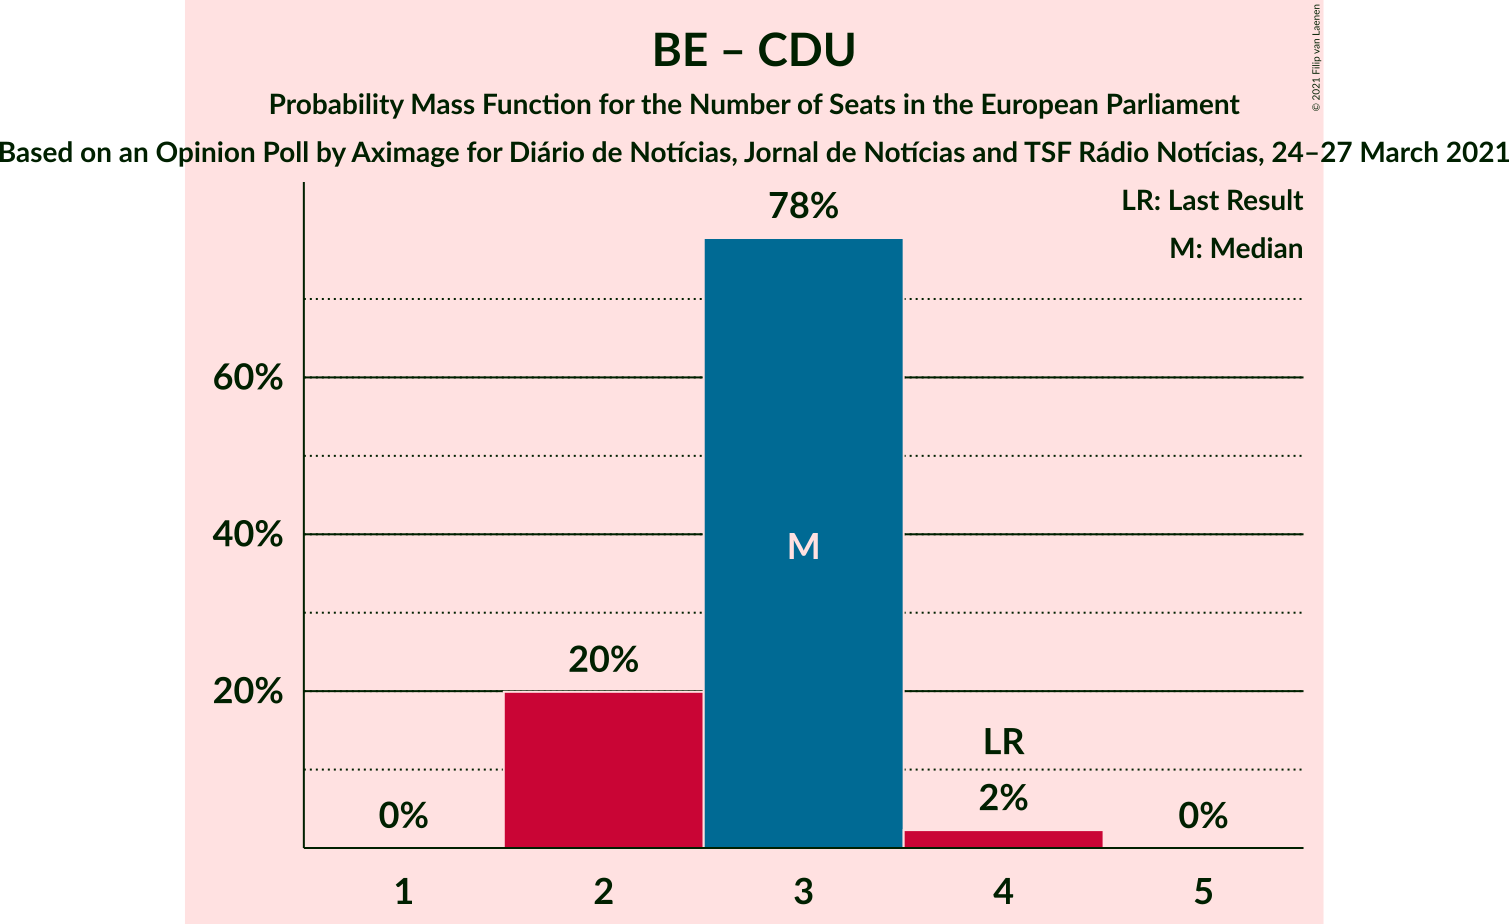 BE – CDU
Probability Mass Function for the Number of Seats in the European Parliament
Based on an Opinion Poll by Aximage for Diário de Notícias, Jornal de Notícias and TSF Rádio Notícias, 24–27 March 2021
© 2021 Filip van Laenen
LR: Last Result
M: Median
78%
60%
40%
M
20%
20%
LR
2%
0%
0%
1 2 3 4 5